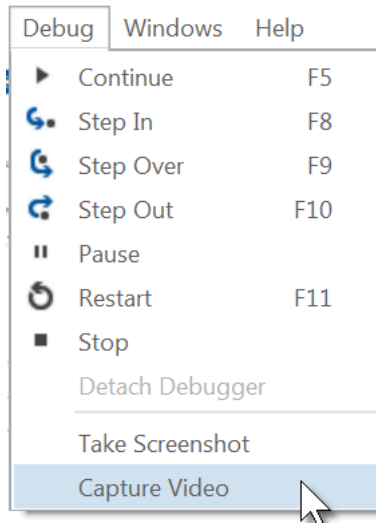 Debug Windows Help
Continue F5
Step In F8
Step Over F9
Step Out F10
Pause
Restart F11
Stop
Detach Debugger
Take Screenshot
Capture Video